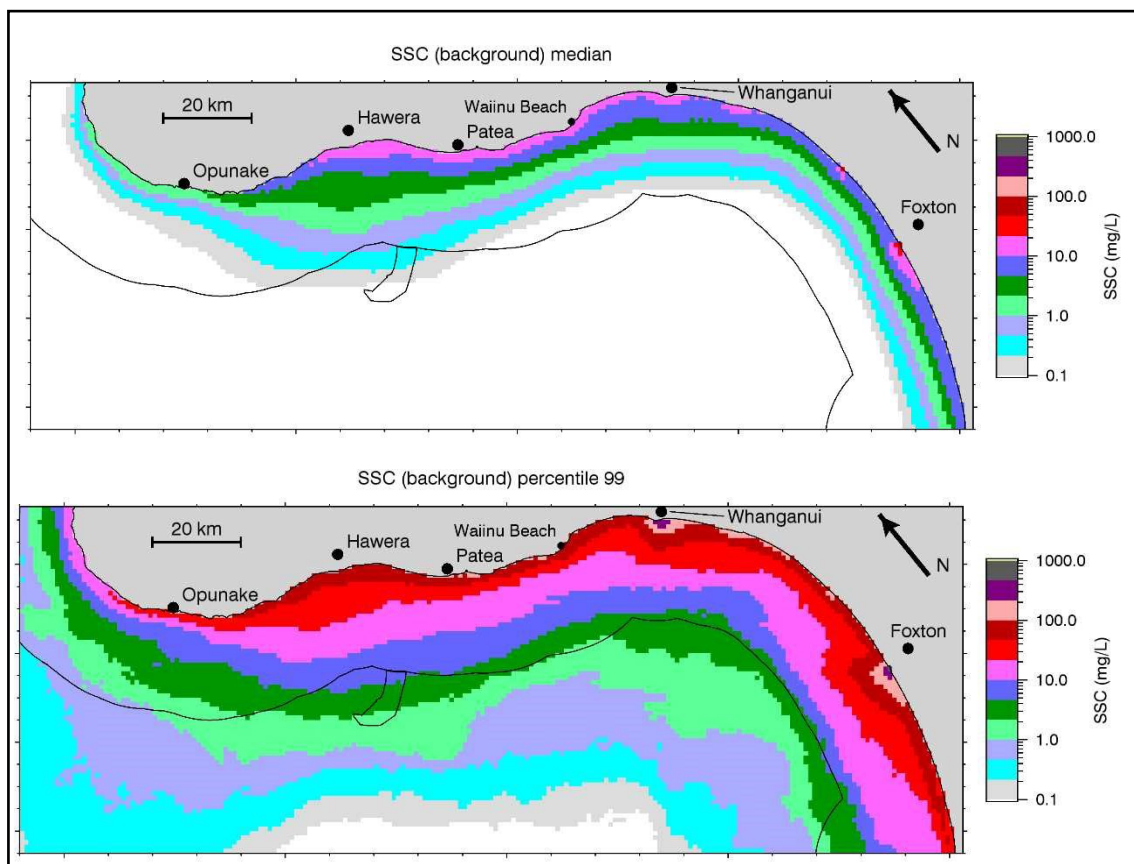 SSC (background) median
20 km
Whanganui
Waiinu Beach
Hawera
Patea
N
Opunake
Foxton
1000.0
100.0
10.0
1.0
0.1
SSC (mg/L)
SSC (background) percentile 99
20 km
Whanganui
Waiinu Beach
Hawera
Patea
N
Opunake
Foxton
1000.0
100.0
10.0
1.0
0.1
SSC (mg/L)